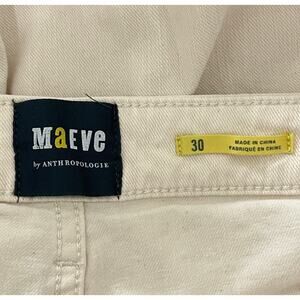 MaEve
by ANTHROPOLOGIE
30
MADE IN CHINA
FABRIQUÉ EN CHINE